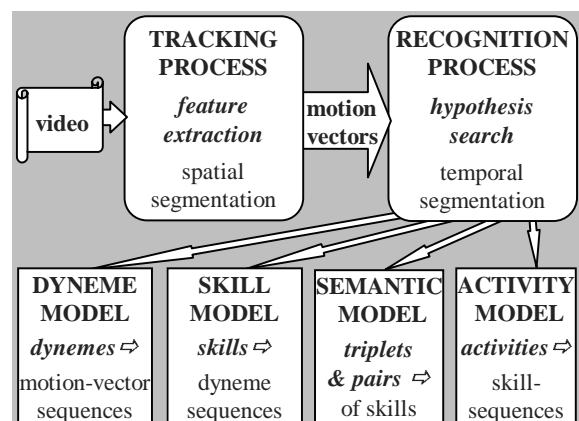 video
TRACKING
PROCESS
feature
extraction
spatial
segmentation
motion
vectors
RECOGNITION
PROCESS
hypothesis
search
temporal
segmentation
DYNEME
MODEL
dynemes ⇨
motion-vector
sequences
SKILL
MODEL
skills ⇨
dyneme
sequences
SEMANTIC
MODEL
triplets
& pairs ⇨
of skills
ACTIVITY
MODEL
activities ⇨
skill-
sequences